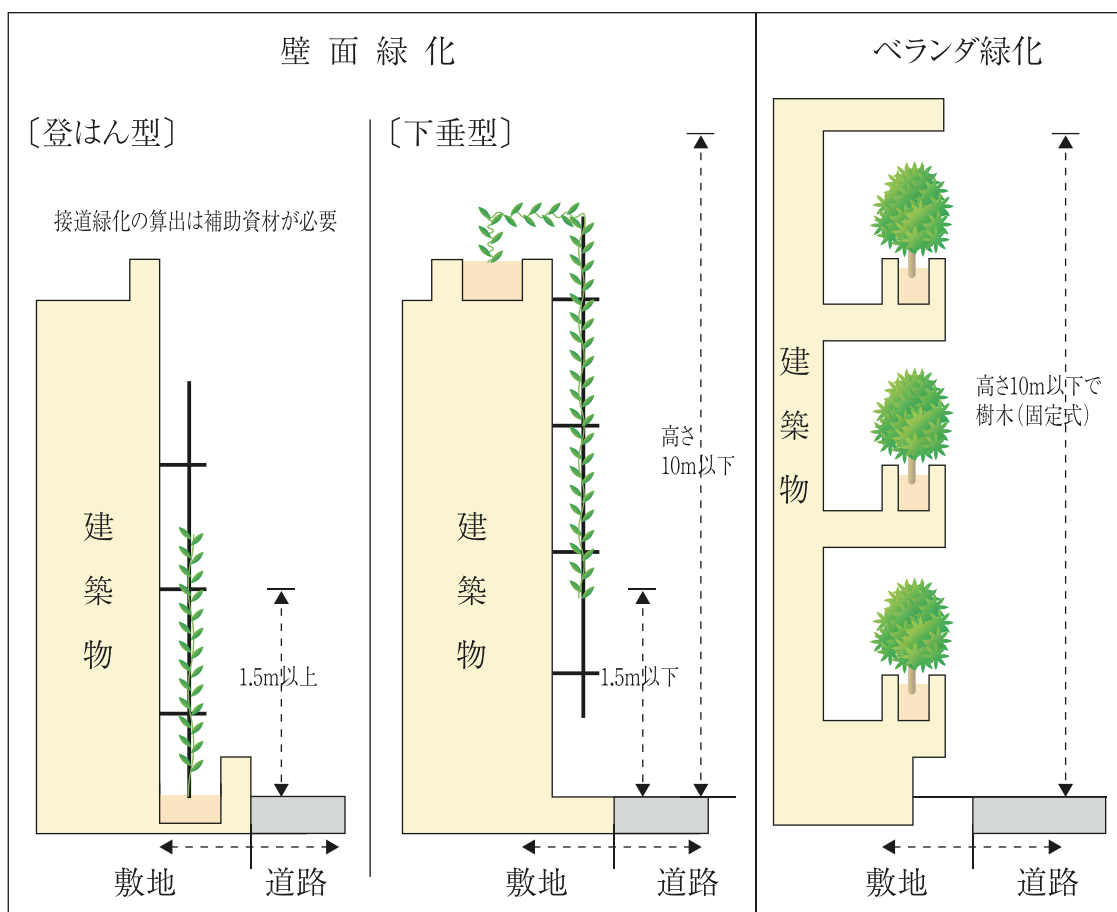 壁面緑化
〔登はん型〕
接道緑化の算出は補助資材が必要
建築物
1.5m以上
敷地
道路
〔下垂型〕
高さ
10m以下
建築物
1.5m以下
敷地
道路
ベランダ緑化
建築物
高さ10m以下で
樹木（固定式）
敷地
道路